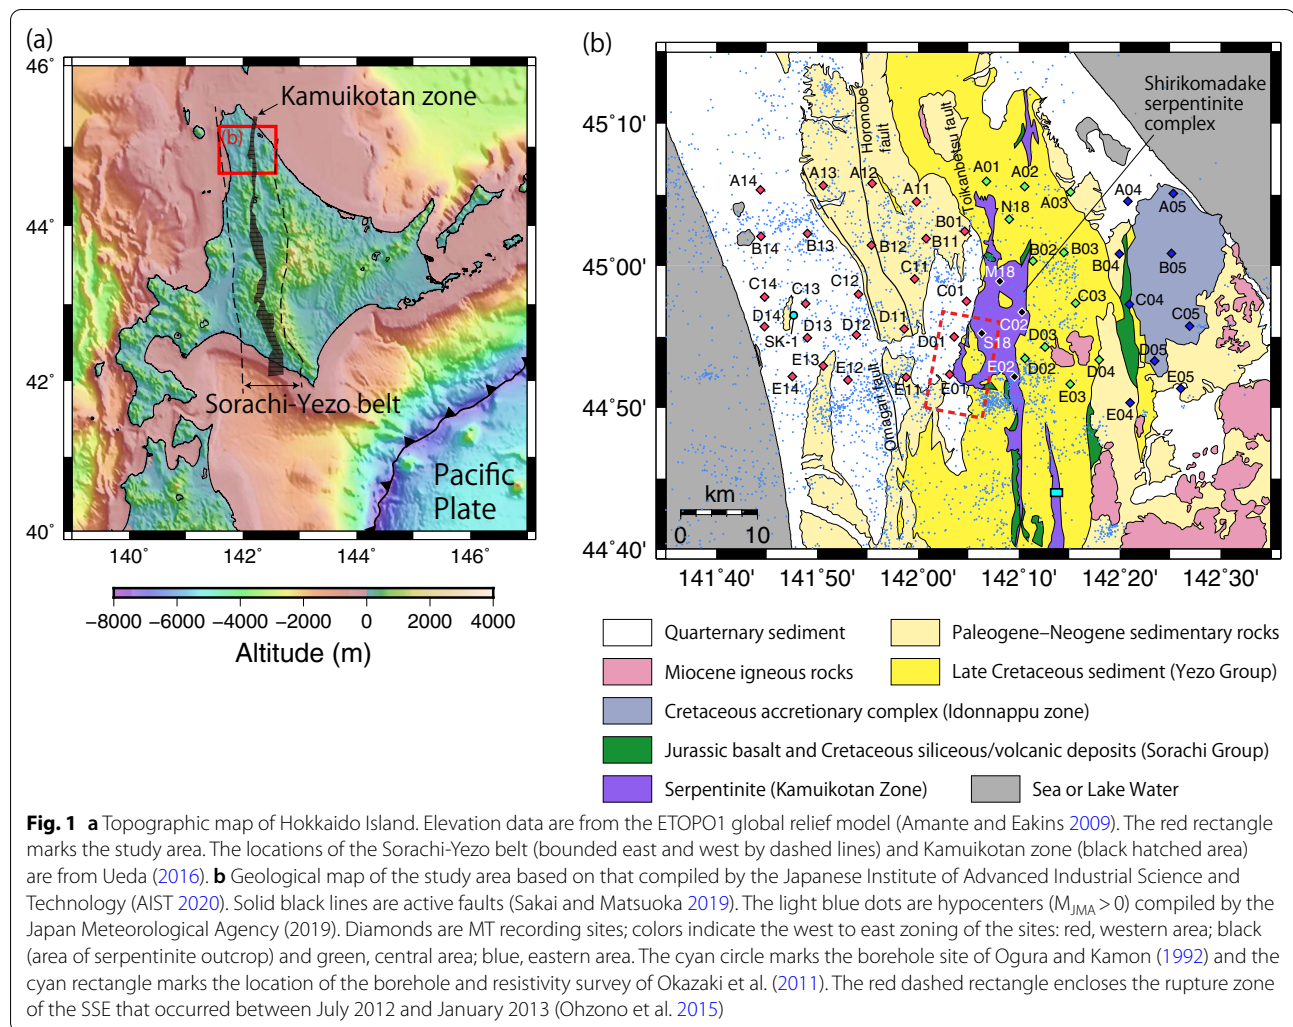 (a)
46°
44°
42°
40°
140°
142°
144°
146°
Kamuikotan zone
(b)
Sorachi-Yezo belt
Pacific
Plate
−8000 −6000 −4000 −2000 0 2000 4000
Altitude (m)
(b)
Shirikomadake
serpentinite
complex
45°10'
45°00'
44°50'
44°40'
141°40' 141°50' 142°00' 142°10' 142°20' 142°30'
Horonobe
fault
Toikanbetsu fault
Omagari fault
A14
A13
A12
A11
A01
A02
A03
A04
A05
N18
B14
B13
B12
B01
B11
B02
B03
B04
B05
M18
C14
C13
C12
C11
C01
C02
C03
C04
C05
D14
SK-1
D13
D12
D11
D01
S18
D03
D02
D04
D05
E14
E13
E12
E11
E01
E02
E03
E04
E05
km
0 10
Quarternary sediment
Paleogene–Neogene sedimentary rocks
Miocene igneous rocks
Late Cretaceous sediment (Yezo Group)
Cretaceous accretionary complex (Idonnappu zone)
Jurassic basalt and Cretaceous siliceous/volcanic deposits (Sorachi Group)
Serpentinite (Kamuikotan Zone)
Sea or Lake Water
Fig. 1 a Topographic map of Hokkaido Island. Elevation data are from the ETOPO1 global relief model (Amante and Eakins 2009). The red rectangle
marks the study area. The locations of the Sorachi-Yezo belt (bounded east and west by dashed lines) and Kamuikotan zone (black hatched area)
are from Ueda (2016). b Geological map of the study area based on that compiled by the Japanese Institute of Advanced Industrial Science and
Technology (AIST 2020). Solid black lines are active faults (Sakai and Matsuoka 2019). The light blue dots are hypocenters (MJMA > 0) compiled by the
Japan Meteorological Agency (2019). Diamonds are MT recording sites; colors indicate the west to east zoning of the sites: red, western area; black
(area of serpentinite outcrop) and green, central area; blue, eastern area. The cyan circle marks the borehole site of Ogura and Kamon (1992) and the
cyan rectangle marks the location of the borehole and resistivity survey of Okazaki et al. (2011). The red dashed rectangle encloses the rupture zone
of the SSE that occurred between July 2012 and January 2013 (Ohzono et al. 2015)